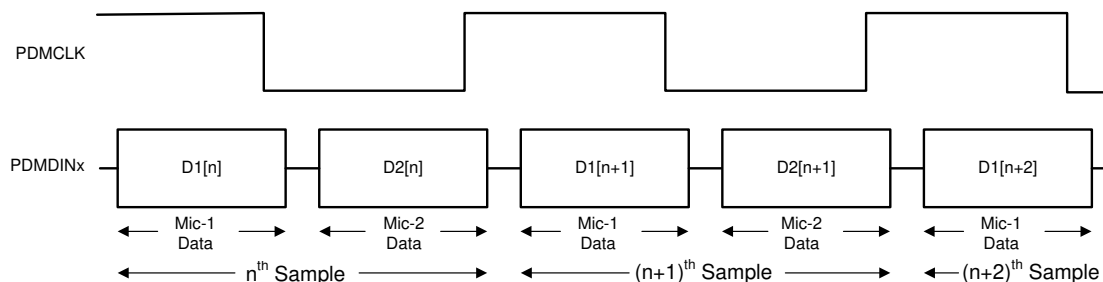 PDMCLK
PDMDINx
D1[n]
D2[n]
D1[n+1]
D2[n+1]
D1[n+2]
Mic-1
Data
Mic-2
Data
Mic-1
Data
Mic-2
Data
Mic-1
Data
nth Sample
(n+1)th Sample
(n+2)th Sample